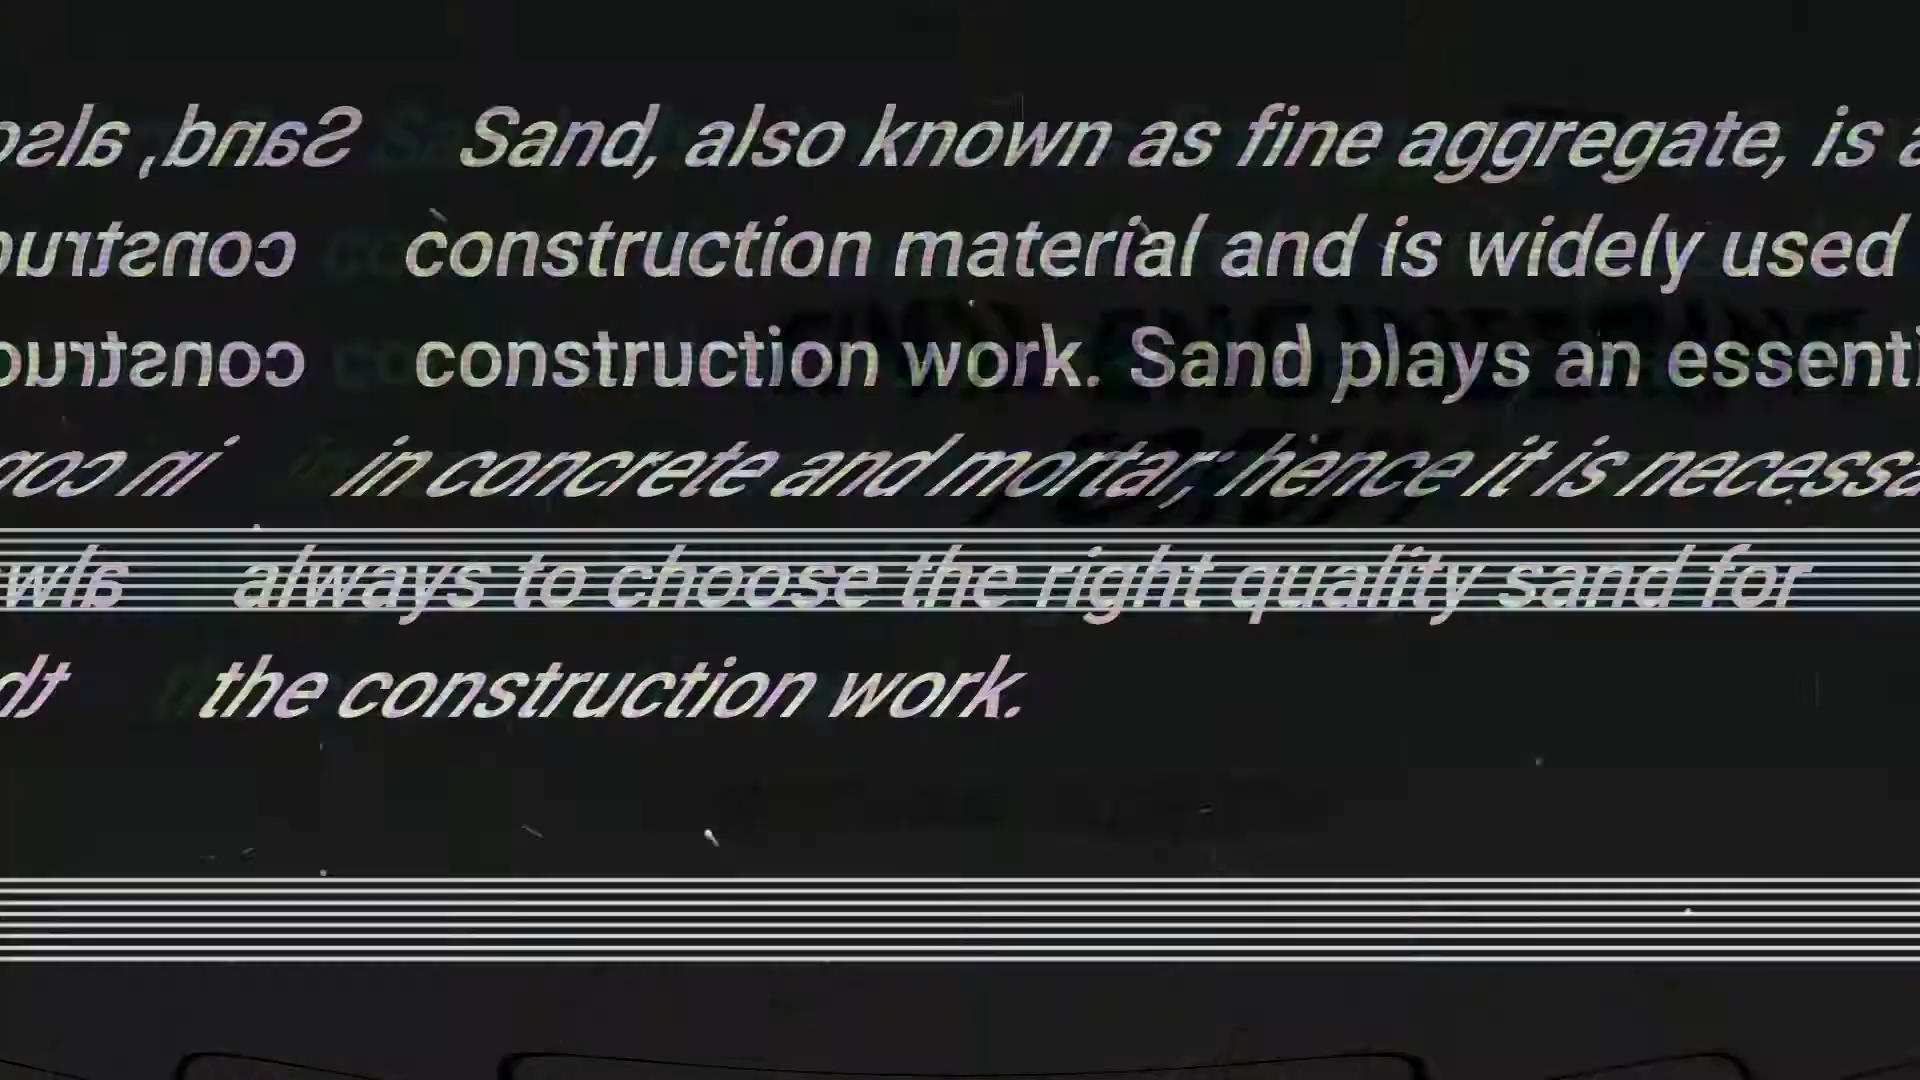 Sand, also known as fine aggregate, is a
construction material and is widely used
construction work. Sand plays an essenti
in concrete and mortar; hence it is necessa
always to choose the right quality sand for
the construction work.